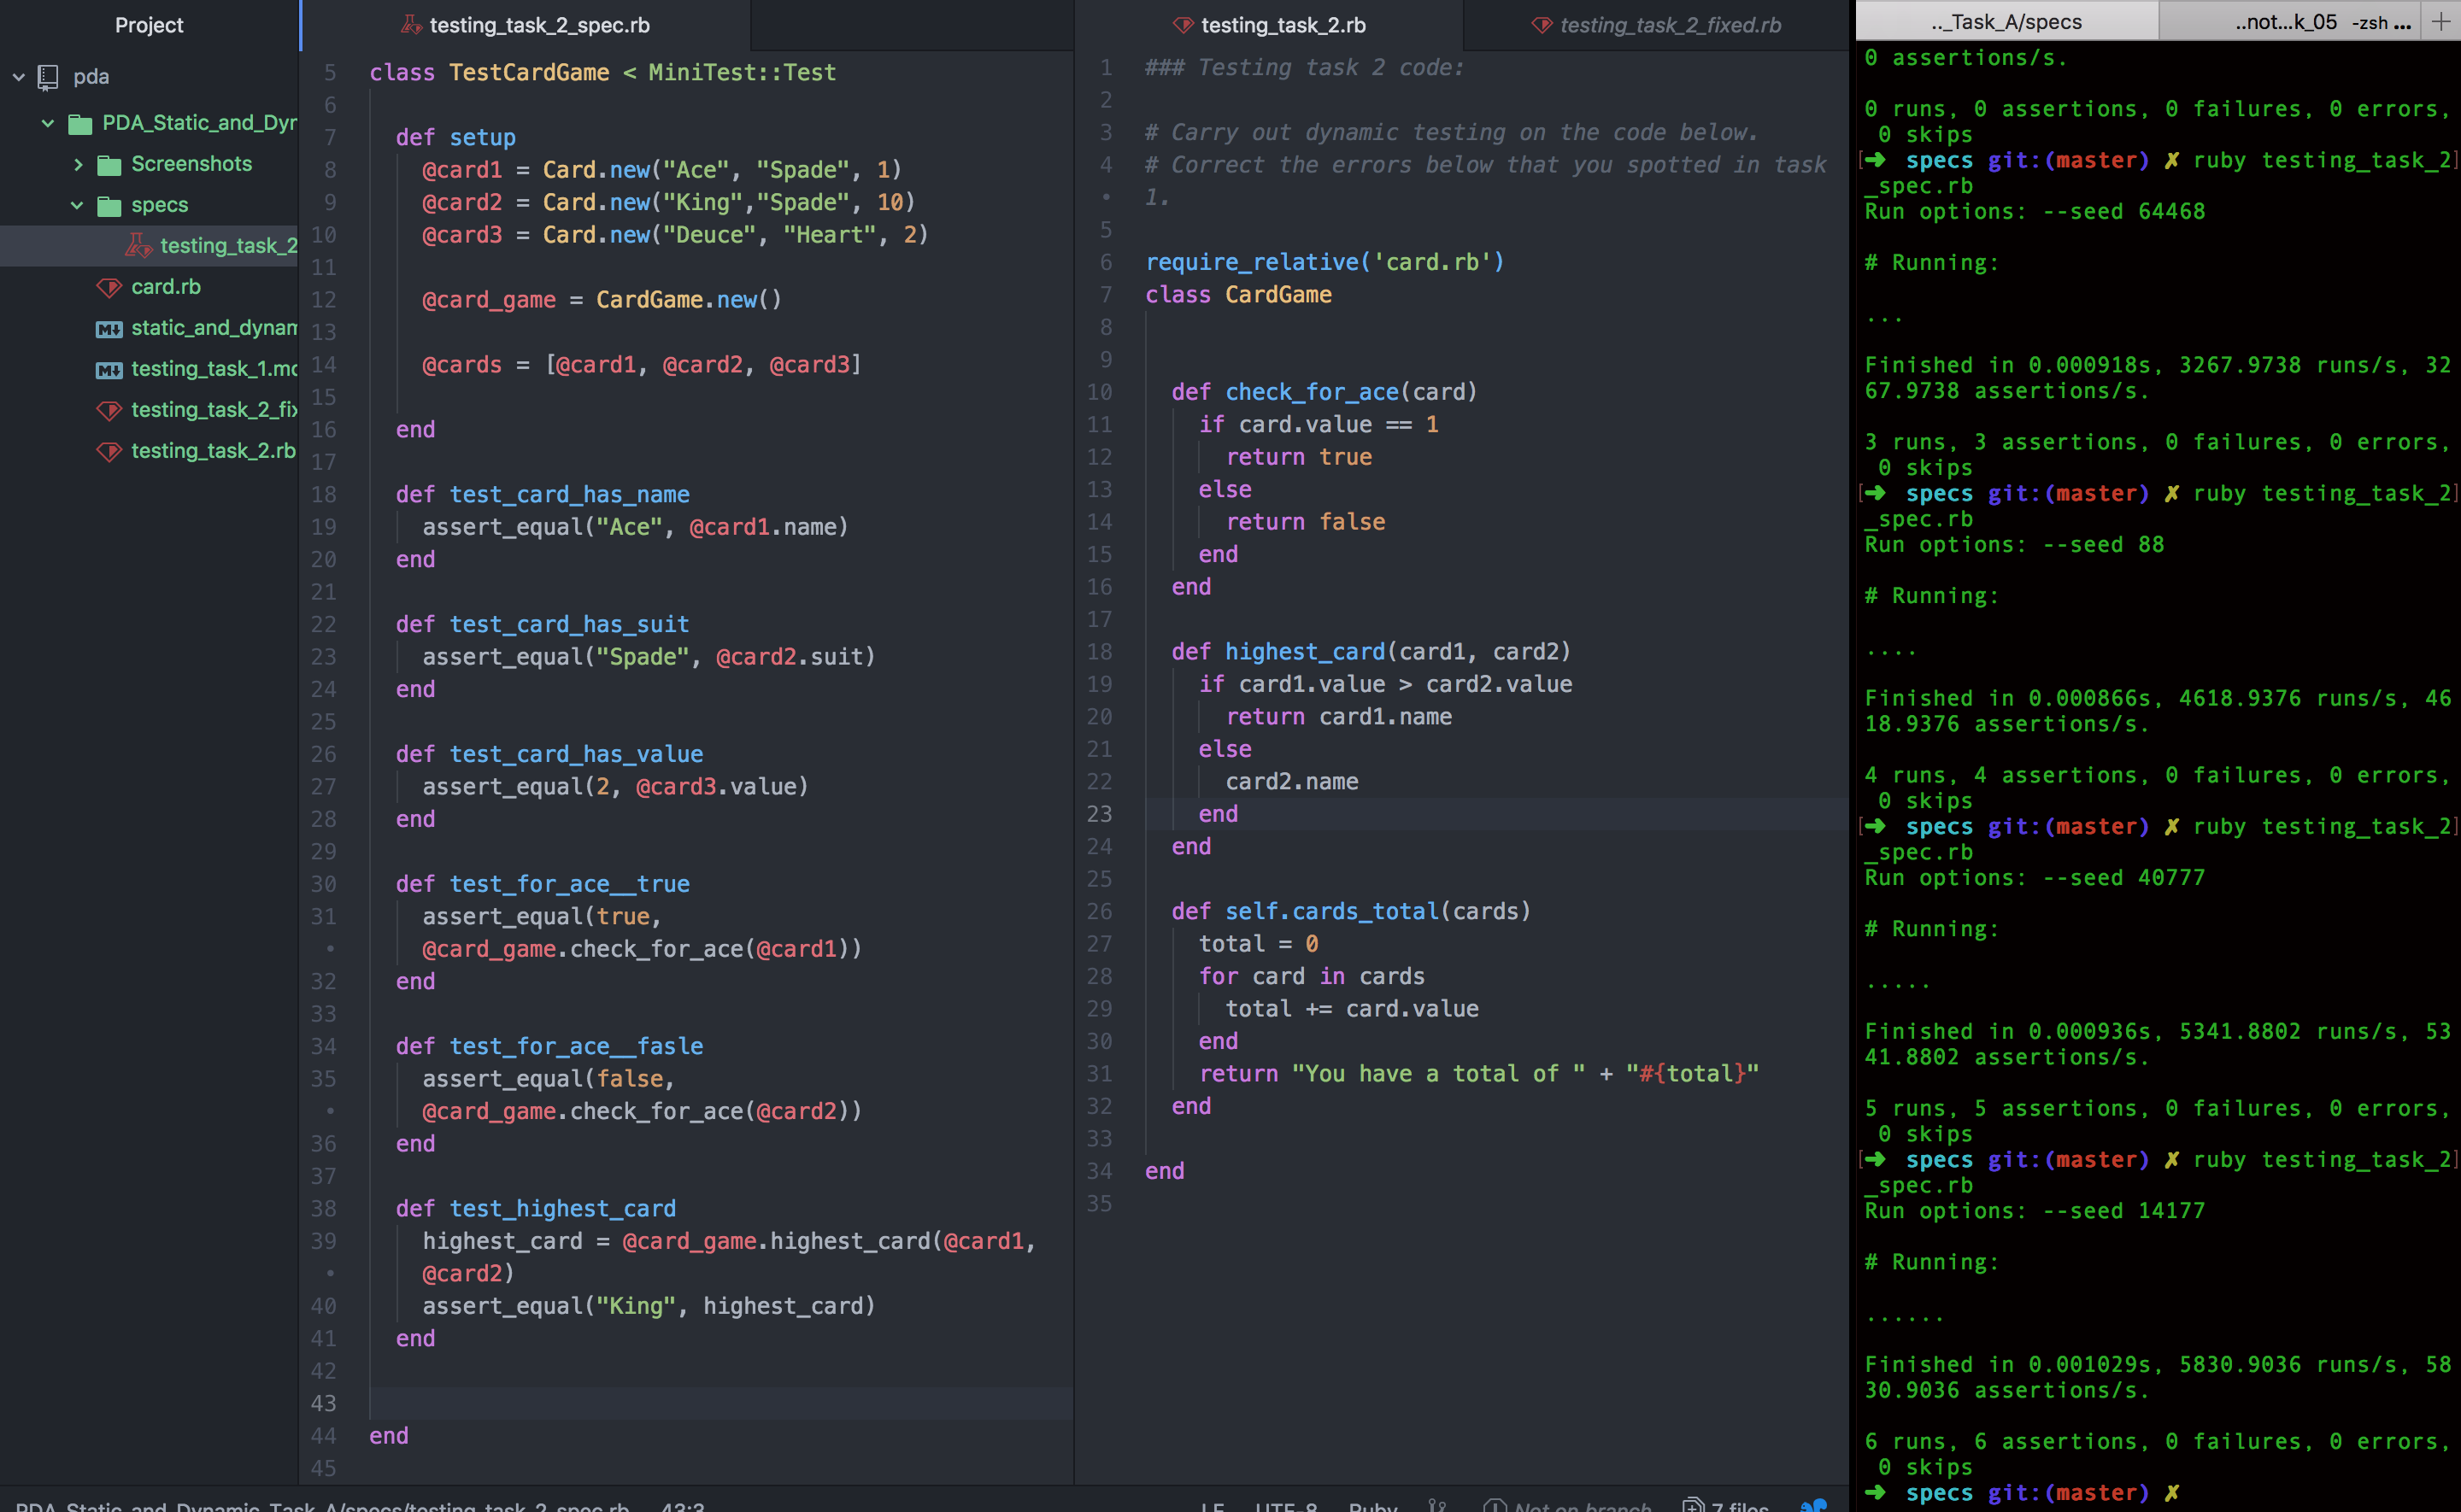 Project
pda
PDA_Static_and_Dyr
Screenshots
specs
testing_task_2
card.rb
static_and_dynam
testing_task_1.mc
testing_task_2_fix
testing_task_2.rb
testing_task_2_spec.rb
5 class TestCardGame < MiniTest::Test
6
7 def setup
8 @card1 = Card.new("Ace", "Spade", 1)
9 @card2 = Card.new("King","Spade", 10)
10 @card3 = Card.new("Deuce", "Heart", 2)
11
12 @card_game = CardGame.new()
13
14 @cards = [@card1, @card2, @card3]
15
16 end
17
18 def test_card_has_name
19 assert_equal("Ace", @card1.name)
20 end
21
22 def test_card_has_suit
23 assert_equal("Spade", @card2.suit)
24 end
25
26 def test_card_has_value
27 assert_equal(2, @card3.value)
28 end
29
30 def test_for_ace__true
31 assert_equal(true,
• @card_game.check_for_ace(@card1))
32 end
33
34 def test_for_ace__fasle
35 assert_equal(false,
• @card_game.check_for_ace(@card2))
36 end
37
38 def test_highest_card
39 highest_card = @card_game.highest_card(@card1,
• @card2)
40 assert_equal("King", highest_card)
41 end
42
43
44 end
45
testing_task_2.rb
testing_task_2_fixed.rb
1 ### Testing task 2 code:
2
3 # Carry out dynamic testing on the code below.
4 # Correct the errors below that you spotted in task
• 1.
5
6 require_relative('card.rb')
7 class CardGame
8
9
10 def check_for_ace(card)
11 if card.value == 1
12 return true
13 else
14 return false
15 end
16 end
17
18 def highest_card(card1, card2)
19 if card1.value > card2.value
20 return card1.name
21 else
22 card2.name
23 end
24 end
25
26 def self.cards_total(cards)
27 total = 0
28 for card in cards
29 total += card.value
30 end
31 return "You have a total of " + "#{total}"
32 end
33
34 end
35
PDA_Static_and_Dynamic_Task_A/specs/testing_task_2_spec.rb 43:3
LF UTF-8 Ruby Not on branch 7 files
.._Task_A/specs
..not...k_05 -zsh ...
0 assertions/s.
0 runs, 0 assertions, 0 failures, 0 errors,
0 skips
[➜ specs git:(master) ✗ ruby testing_task_2]
_spec.rb
Run options: --seed 64468
# Running:
...
Finished in 0.000918s, 3267.9738 runs/s, 32
67.9738 assertions/s.
3 runs, 3 assertions, 0 failures, 0 errors,
0 skips
[➜ specs git:(master) ✗ ruby testing_task_2]
_spec.rb
Run options: --seed 88
# Running:
....
Finished in 0.000866s, 4618.9376 runs/s, 46
18.9376 assertions/s.
4 runs, 4 assertions, 0 failures, 0 errors,
0 skips
[➜ specs git:(master) ✗ ruby testing_task_2]
_spec.rb
Run options: --seed 40777
# Running:
.....
Finished in 0.000936s, 5341.8802 runs/s, 53
41.8802 assertions/s.
5 runs, 5 assertions, 0 failures, 0 errors,
0 skips
[➜ specs git:(master) ✗ ruby testing_task_2]
_spec.rb
Run options: --seed 14177
# Running:
......
Finished in 0.001029s, 5830.9036 runs/s, 58
30.9036 assertions/s.
6 runs, 6 assertions, 0 failures, 0 errors,
0 skips
➜ specs git:(master) ✗